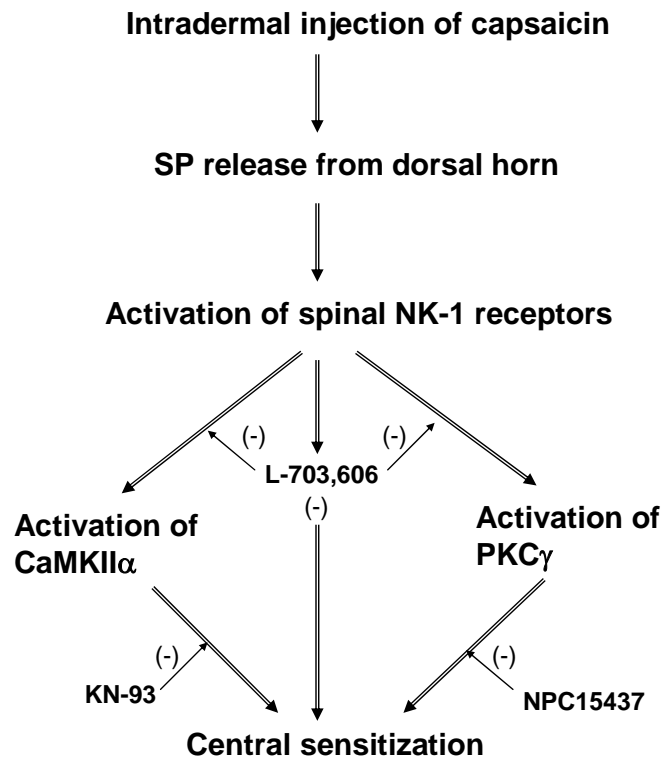 Intradermal injection of capsaicin
SP release from dorsal horn
Activation of spinal NK-1 receptors
(-)
(-)
L-703,606
(-)
Activation of
CaMKIIα
Activation of
PKCγ
(-)
KN-93
(-)
NPC15437
Central sensitization